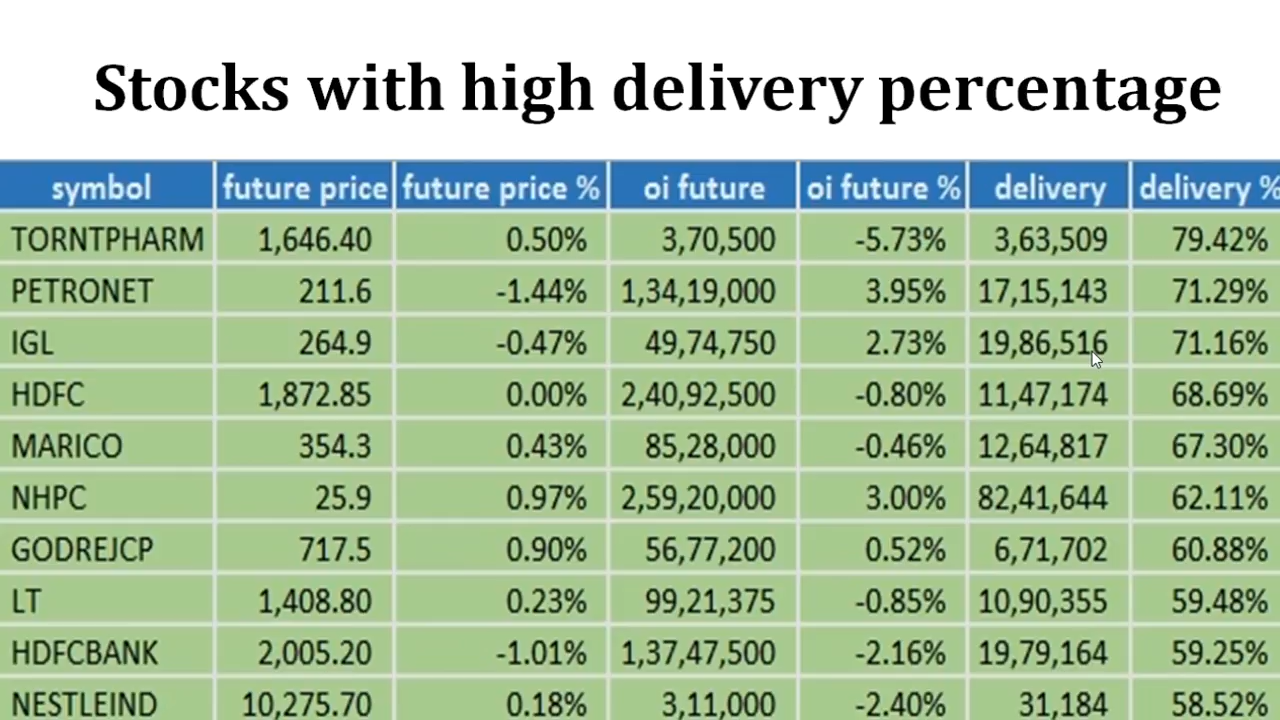 Stocks with high delivery percentage
symbol future price future price % oi future oi future % delivery delivery %
TORNTPHARM 1,646.40 0.50% 3,70,500 -5.73% 3,63,509 79.42%
PETRONET 211.6 -1.44% 1,34,19,000 3.95% 17,15,143 71.29%
IGL 264.9 -0.47% 49,74,750 2.73% 19,86,516 71.16%
HDFC 1,872.85 0.00% 2,40,92,500 -0.80% 11,47,174 68.69%
MARICO 354.3 0.43% 85,28,000 -0.46% 12,64,817 67.30%
NHPC 25.9 0.97% 2,59,20,000 3.00% 82,41,644 62.11%
GODREJCP 717.5 0.90% 56,77,200 0.52% 6,71,702 60.88%
LT 1,408.80 0.23% 99,21,375 -0.85% 10,90,355 59.48%
HDFCBANK 2,005.20 -1.01% 1,37,47,500 -2.16% 19,79,164 59.25%
NESTLEIND 10,275.70 0.18% 3,11,000 -2.40% 31,184 58.52%